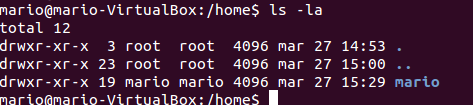 mario@mario-VirtualBox:/home$ ls -la
total 12
drwxr-xr-x  3 root  root  4096 mar 27 14:53 .
drwxr-xr-x 23 root  root  4096 mar 27 15:00 ..
drwxr-xr-x 19 mario mario 4096 mar 27 15:29 mario
mario@mario-VirtualBox:/home$